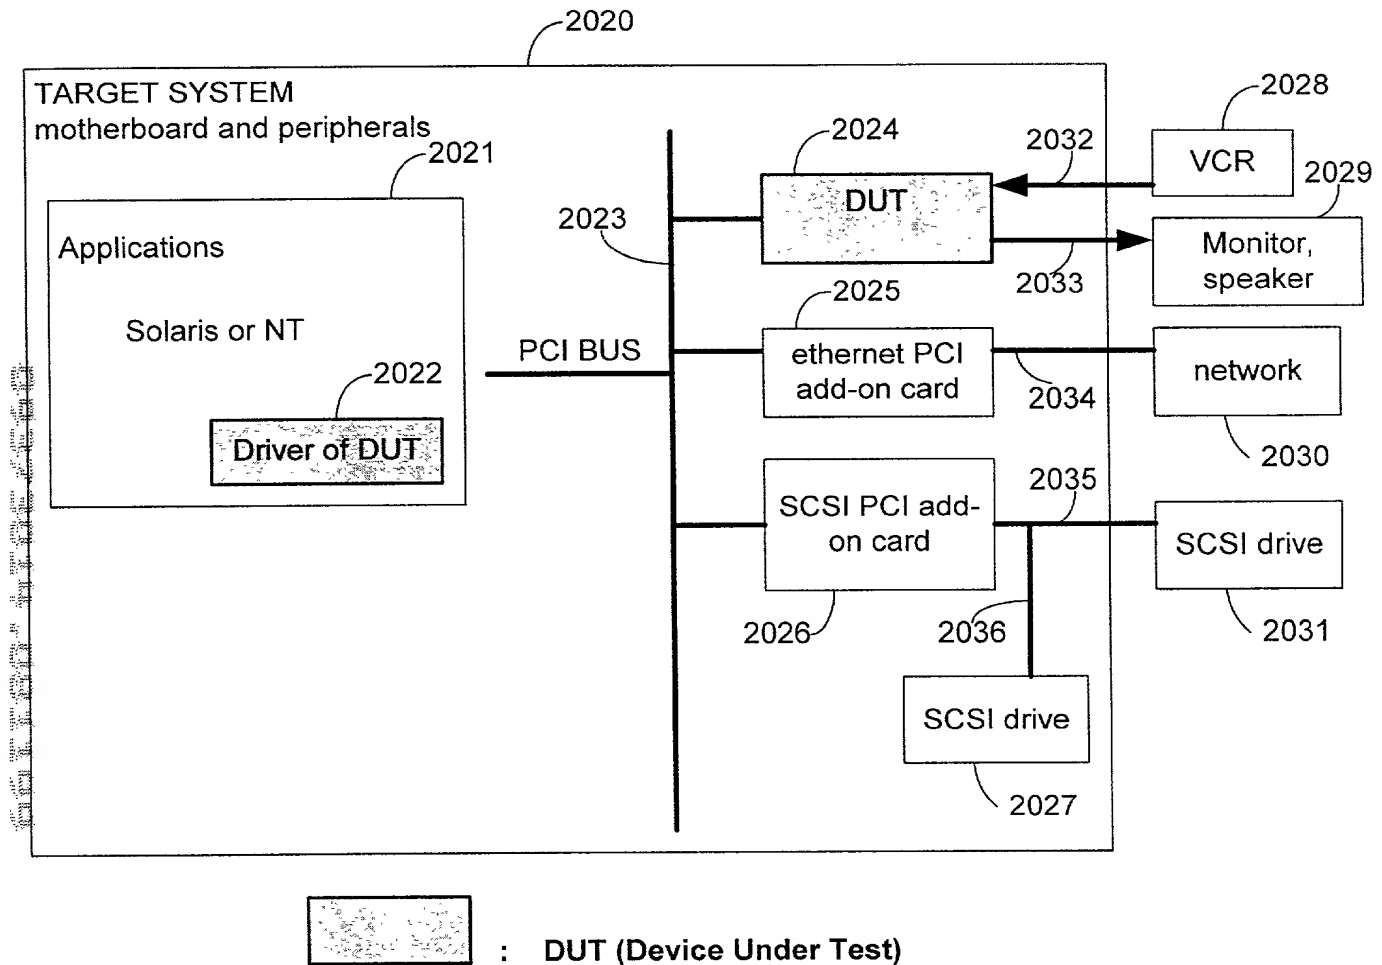 2020
TARGET SYSTEM
motherboard and peripherals
2021
Applications
Solaris or NT
2022
Driver of DUT
PCI BUS
2023
2024
DUT
2032
2028
VCR
2029
Monitor,
speaker
2033
2025
ethernet PCI
add-on card
2034
network
2030
SCSI PCI add-
on card
2026
2035
SCSI drive
2031
2036
SCSI drive
2027
: DUT (Device Under Test)